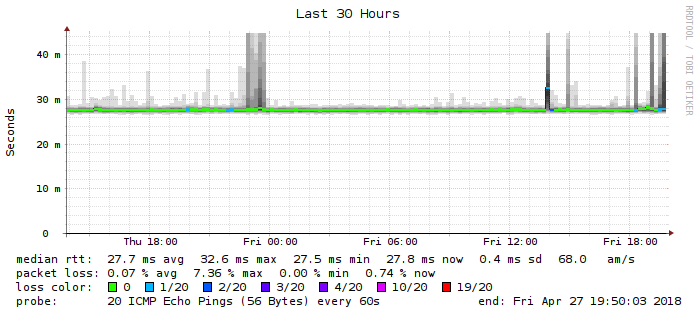 Last 30 Hours
RRDTOOL / TOBI OETIKER
Seconds
40 m
30 m
20 m
10 m
0
Thu 18:00 Fri 00:00 Fri 06:00 Fri 12:00 Fri 18:00
median rtt: 27.7 ms avg 32.6 ms max 27.5 ms min 27.8 ms now 0.4 ms sd 68.0 am/s
packet loss: 0.07 % avg 7.36 % max 0.00 % min 0.74 % now
loss color: 0 1/20 2/20 3/20 4/20 10/20 19/20
probe: 20 ICMP Echo Pings (56 Bytes) every 60s end: Fri Apr 27 19:50:03 2018